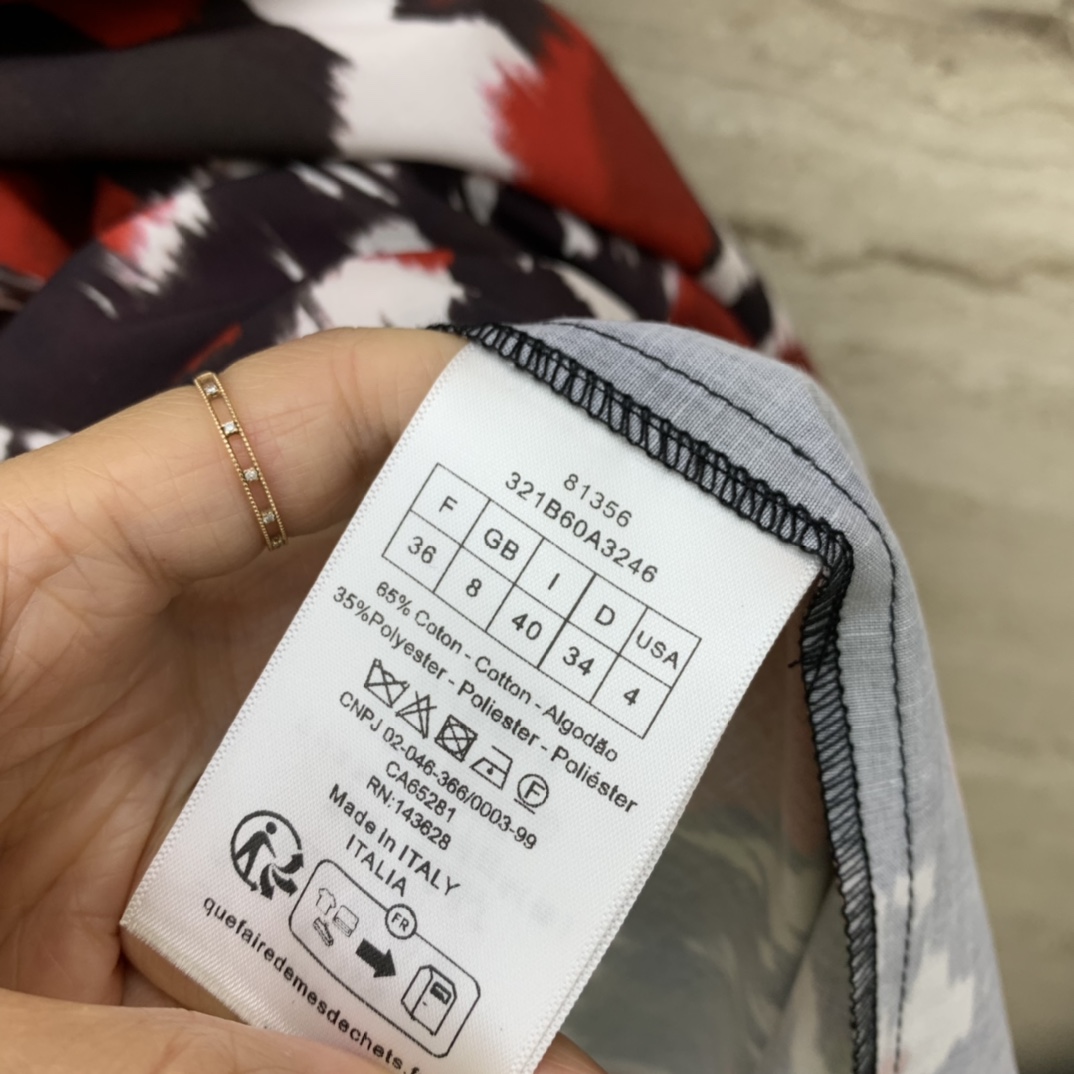 81356
321B60A3246
F GB I D USA
36 8 40 34 4
65% Coton - Cotton - Algodão
35%Polyester - Poliester - Poliéster
F
CNPJ 02-046-366/0003-99
CA65281
RN:143628
Made In ITALY
ITALIA
FR
quefairedemesdechets.f